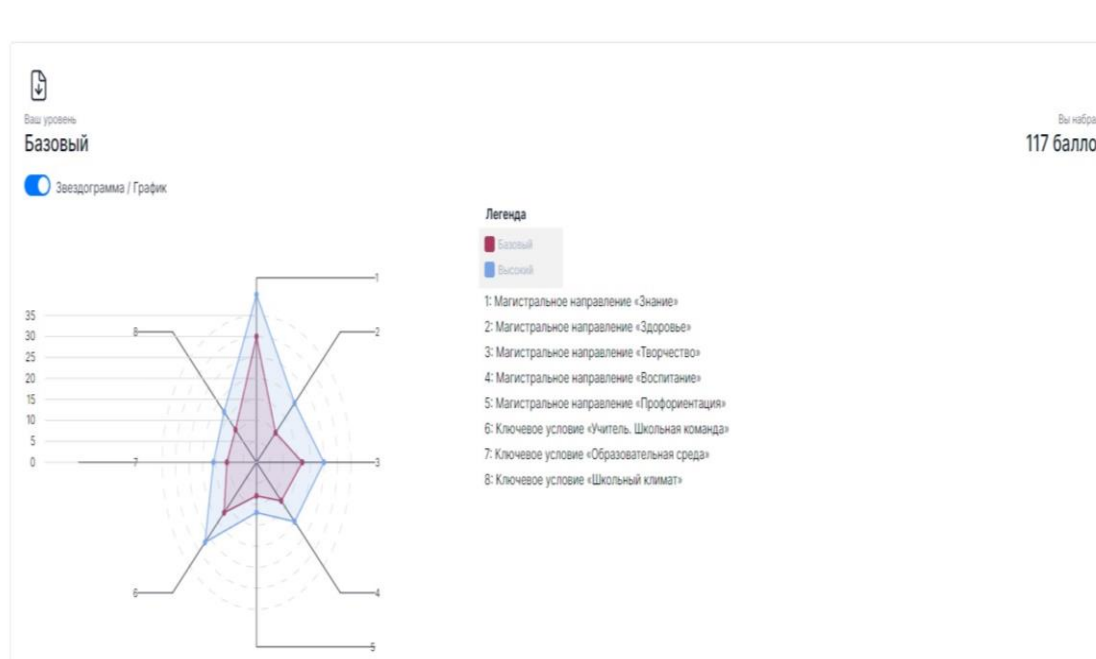 Ваш уровень
Вы набра
Базовый
117 балло
Звездограмма / График
Легенда
Базовый
Высокий
1: Магистральное направление «Знание»
2: Магистральное направление «Здоровье»
3: Магистральное направление «Творчество»
4: Магистральное направление «Воспитание»
5: Магистральное направление «Профориентация»
6: Ключевое условие «Учитель. Школьная команда»
7: Ключевое условие «Образовательная среда»
8: Ключевое условие «Школьный климат»
1
35
8
2
30
25
20
15
10
5
0
7
3
6
4
5